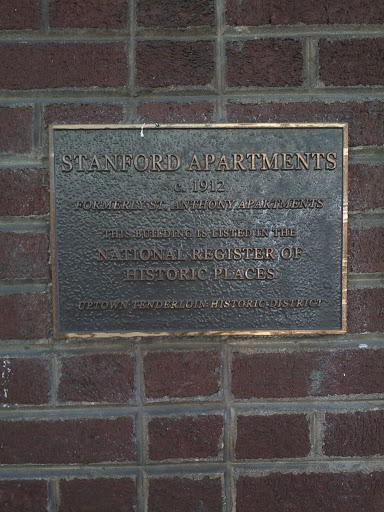 STANFORD APARTMENTS
c. 1912
FORMERLY ST. ANTHONY APARTMENTS
THIS BUILDING IS LISTED IN THE
NATIONAL REGISTER OF
HISTORIC PLACES
UPTOWN TENDERLOIN HISTORIC DISTRICT